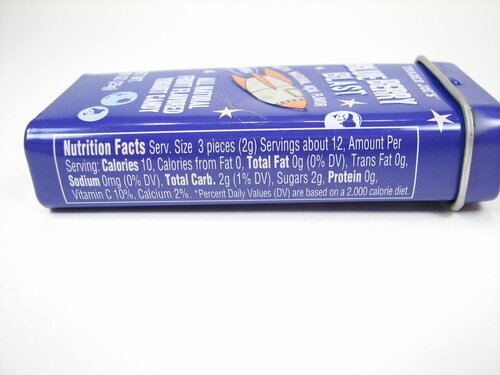 Nutrition Facts Serv. Size 3 pieces (2g) Servings about 12, Amount Per
Serving: Calories 10, Calories from Fat 0, Total Fat 0g (0% DV), Trans Fat 0g,
Sodium 0mg (0% DV), Total Carb. 2g (1% DV), Sugars 2g, Protein 0g,
Vitamin C 10%, Calcium 2%. *Percent Daily Values (DV) are based on a 2,000 calorie diet.
BLAST